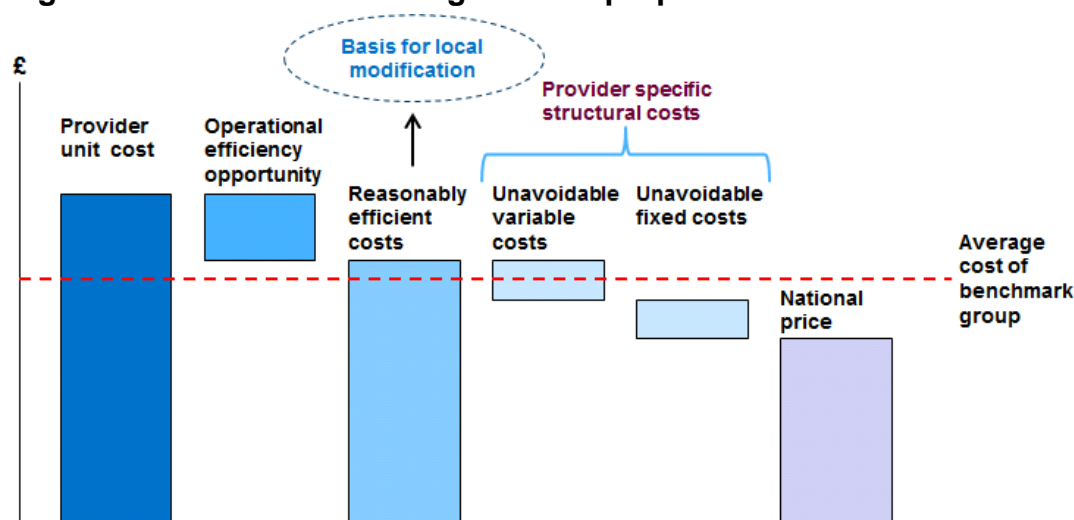 Basis for local
modification
£
Provider specific
structural costs
Provider
unit cost
Operational
efficiency
opportunity
Reasonably
efficient
costs
Unavoidable
variable
costs
Unavoidable
fixed costs
Average
cost of
benchmark
group
National
price